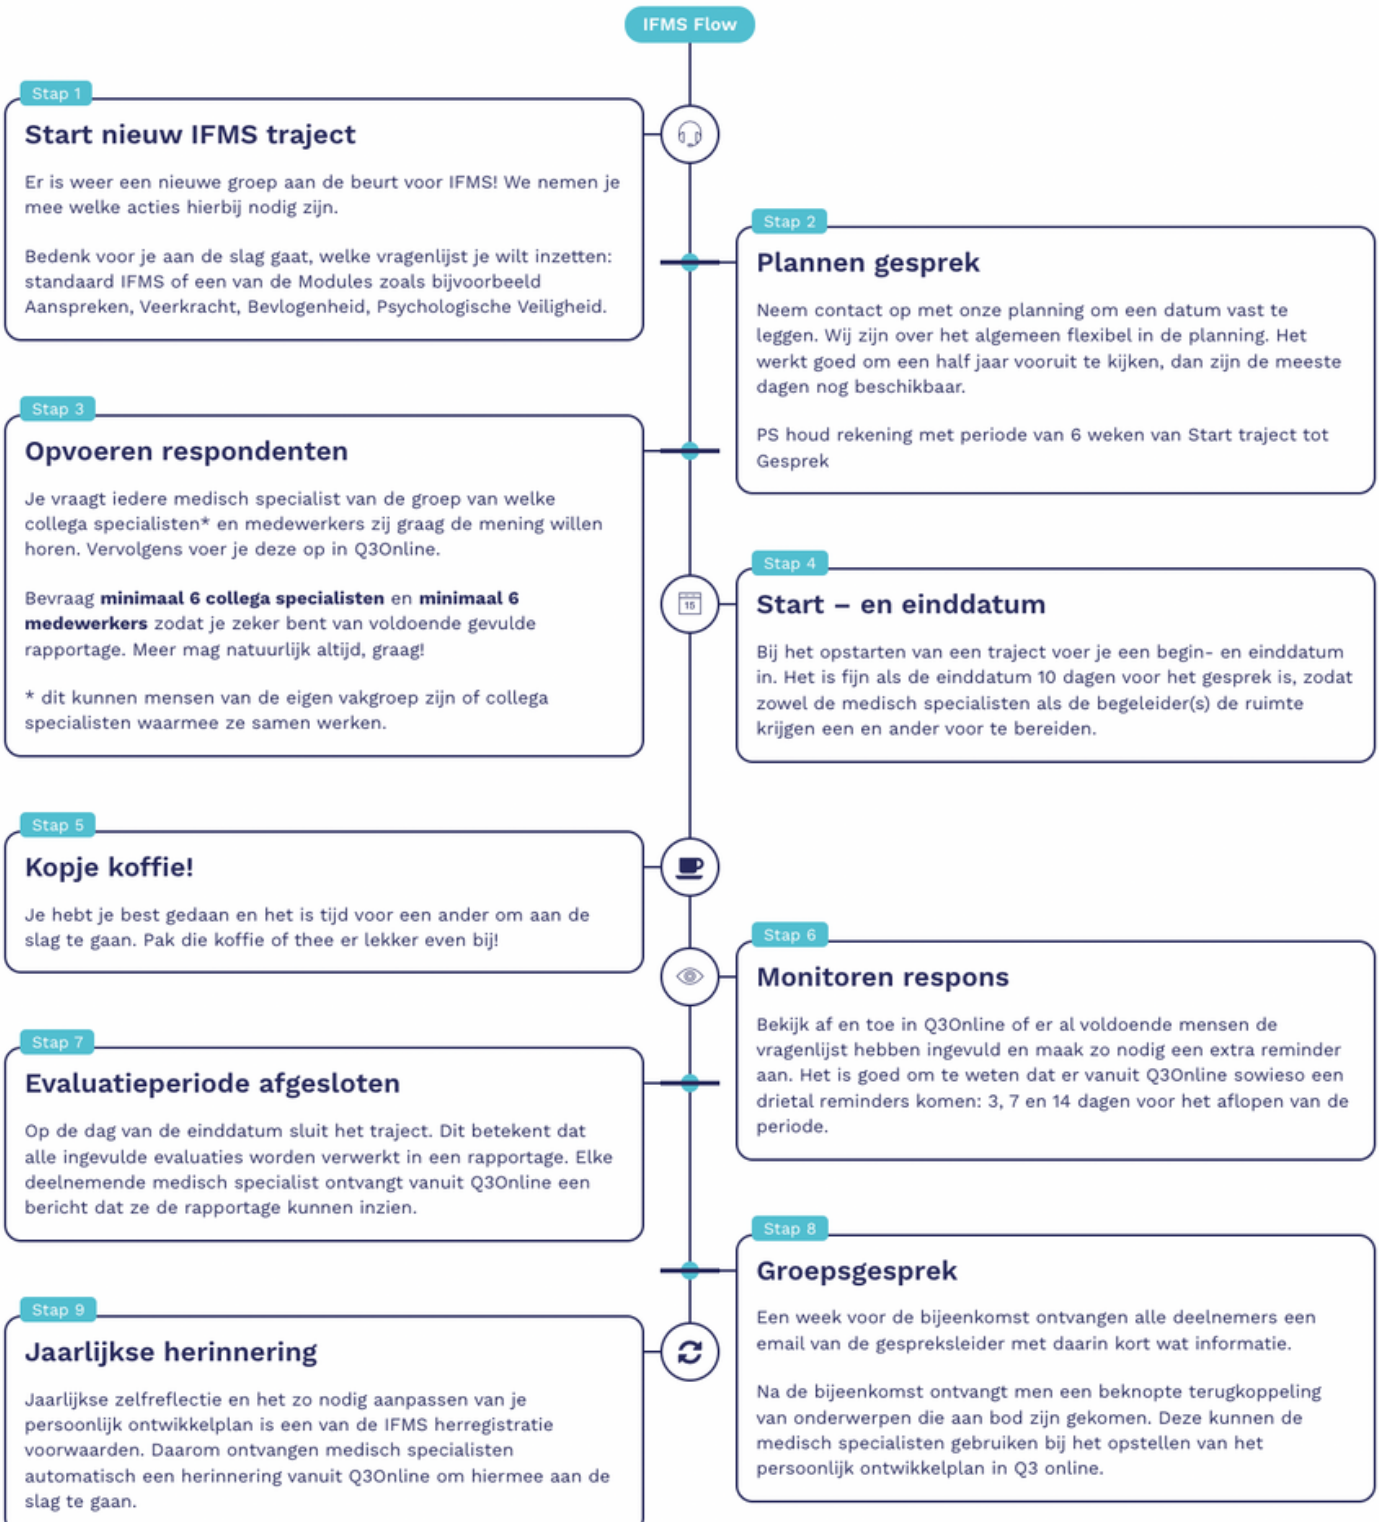 IFMS Flow
Stap 1
Start nieuw IFMS traject
Er is weer een nieuwe groep aan de beurt voor IFMS! We nemen je
mee welke acties hierbij nodig zijn.
Bedenk voor je aan de slag gaat, welke vragenlijst je wilt inzetten:
standaard IFMS of een van de Modules zoals bijvoorbeeld
Aanspreken, Veerkracht, Bevlogenheid, Psychologische Veiligheid.
Stap 2
Plannen gesprek
Neem contact op met onze planning om een datum vast te
leggen. Wij zijn over het algemeen flexibel in de planning. Het
werkt goed om een half jaar vooruit te kijken, dan zijn de meeste
dagen nog beschikbaar.
PS houd rekening met periode van 6 weken van Start traject tot
Gesprek
Stap 3
Opvoeren respondenten
Je vraagt iedere medisch specialist van de groep van welke
collega specialisten* en medewerkers zij graag de mening willen
horen. Vervolgens voer je deze op in Q3Online.
Bevraag minimaal 6 collega specialisten en minimaal 6
medewerkers zodat je zeker bent van voldoende gevulde
rapportage. Meer mag natuurlijk altijd, graag!
* dit kunnen mensen van de eigen vakgroep zijn of collega
specialisten waarmee ze samen werken.
Stap 4
15
Start – en einddatum
Bij het opstarten van een traject voer je een begin- en einddatum
in. Het is fijn als de einddatum 10 dagen voor het gesprek is, zodat
zowel de medisch specialisten als de begeleider(s) de ruimte
krijgen een en ander voor te bereiden.
Stap 5
Kopje koffie!
Je hebt je best gedaan en het is tijd voor een ander om aan de
slag te gaan. Pak die koffie of thee er lekker even bij!
Stap 6
Monitoren respons
Bekijk af en toe in Q3Online of er al voldoende mensen de
vragenlijst hebben ingevuld en maak zo nodig een extra reminder
aan. Het is goed om te weten dat er vanuit Q3Online sowieso een
drietal reminders komen: 3, 7 en 14 dagen voor het aflopen van de
periode.
Stap 7
Evaluatieperiode afgesloten
Op de dag van de einddatum sluit het traject. Dit betekent dat
alle ingevulde evaluaties worden verwerkt in een rapportage. Elke
deelnemende medisch specialist ontvangt vanuit Q3Online een
bericht dat ze de rapportage kunnen inzien.
Stap 8
Groepsgesprek
Een week voor de bijeenkomst ontvangen alle deelnemers een
email van de gespreksleider met daarin kort wat informatie.
Na de bijeenkomst ontvangt men een beknopte terugkoppeling
van onderwerpen die aan bod zijn gekomen. Deze kunnen de
medisch specialisten gebruiken bij het opstellen van het
persoonlijk ontwikkelplan in Q3 online.
Stap 9
Jaarlijkse herinnering
Jaarlijkse zelfreflectie en het zo nodig aanpassen van je
persoonlijk ontwikkelplan is een van de IFMS herregistratie
voorwaarden. Daarom ontvangen medisch specialisten
automatisch een herinnering vanuit Q3Online om hiermee aan de
slag te gaan.